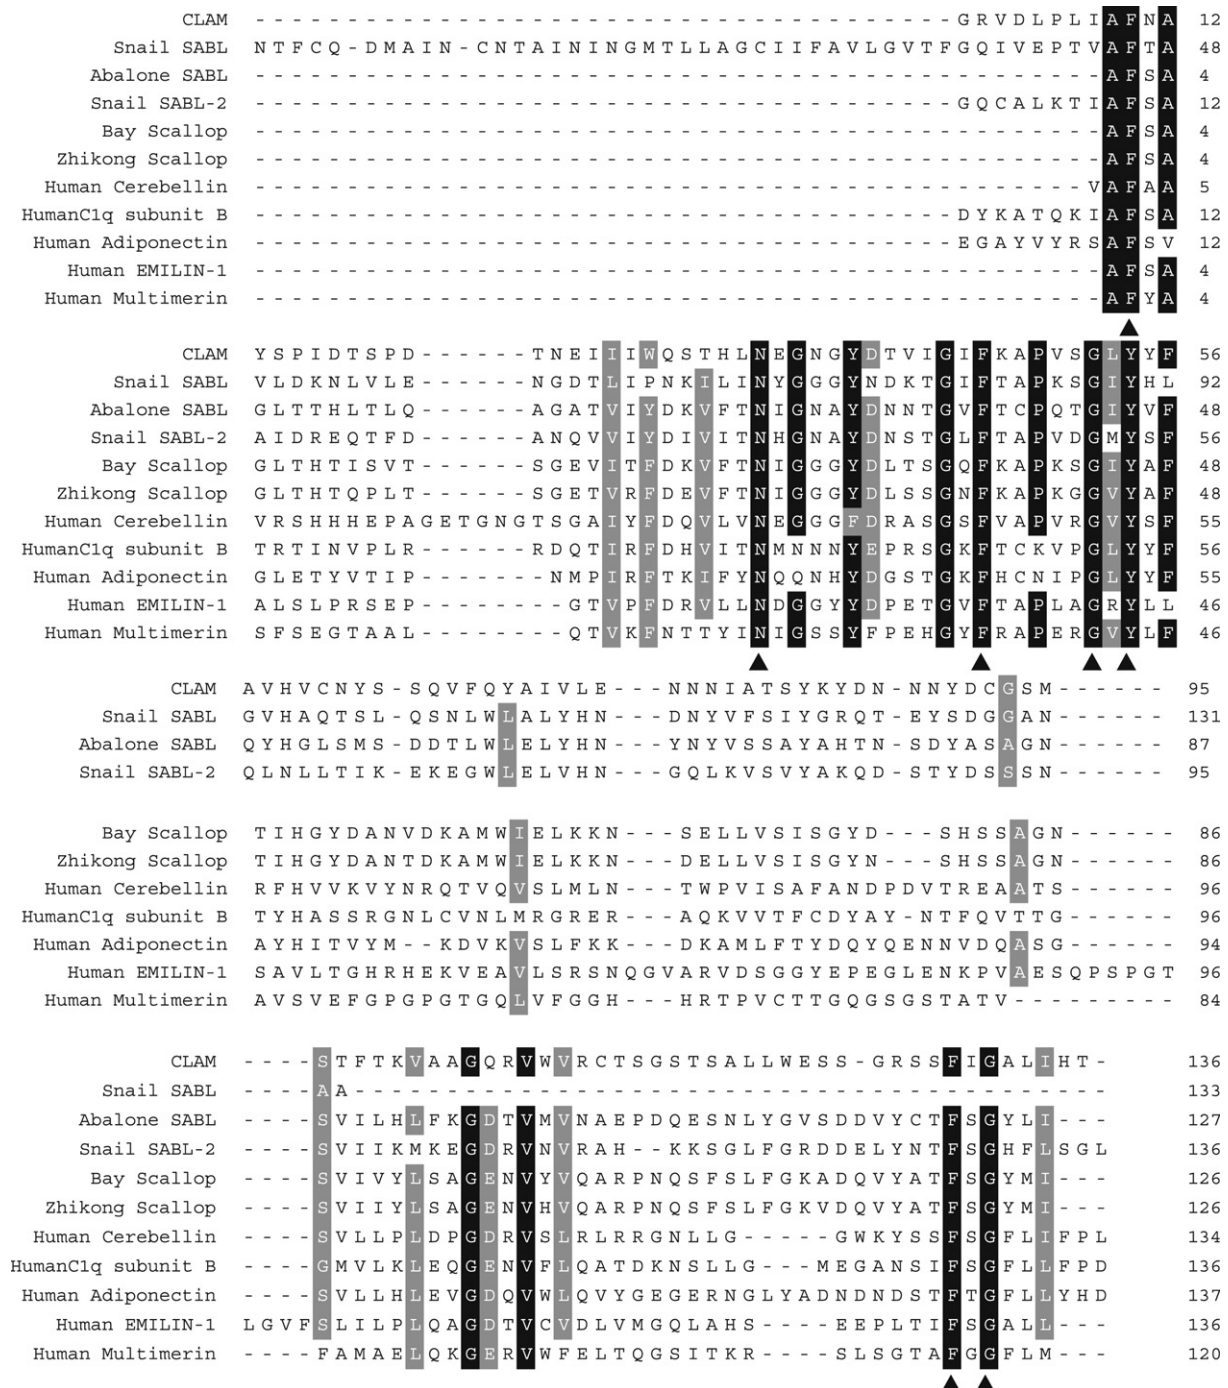 CLAM - - - - - - - - - - - - - - - - - - - - - - - - - - - - - - - - - - - - - - G R V D L P L I A F N A 12
Snail SABL N T F C Q - D M A I N - C N T A I N I N G M T L L A G C I I F A V L G V T F G Q I V E P T V A F T A 48
Abalone SABL - - - - - - - - - - - - - - - - - - - - - - - - - - - - - - - - - - - - - - - - - - - - - - A F S A 4
Snail SABL-2 - - - - - - - - - - - - - - - - - - - - - - - - - - - - - - - - - - - - - - G Q C A L K T I A F S A 12
Bay Scallop - - - - - - - - - - - - - - - - - - - - - - - - - - - - - - - - - - - - - - - - - - - - - - A F S A 4
Zhikong Scallop - - - - - - - - - - - - - - - - - - - - - - - - - - - - - - - - - - - - - - - - - - - - - - A F S A 4
Human Cerebellin - - - - - - - - - - - - - - - - - - - - - - - - - - - - - - - - - - - - - - - - - - - - - V A F A A 5
HumanC1q subunit B - - - - - - - - - - - - - - - - - - - - - - - - - - - - - - - - - - - - - - D Y K A T Q K I A F S A 12
Human Adiponectin - - - - - - - - - - - - - - - - - - - - - - - - - - - - - - - - - - - - - - E G A Y V Y R S A F S V 12
Human EMILIN-1 - - - - - - - - - - - - - - - - - - - - - - - - - - - - - - - - - - - - - - - - - - - - - - A F S A 4
Human Multimerin - - - - - - - - - - - - - - - - - - - - - - - - - - - - - - - - - - - - - - - - - - - - - - A F Y A 4
▲
CLAM Y S P I D T S P D - - - - - - - T N E I I I W Q S T H L N E G N G Y D T V I G I F K A P V S G L Y Y F 56
Snail SABL V L D K N L V L E - - - - - - - N G D T L I P N K I L I N Y G G G Y N D K T G I F T A P K S G I Y H L 92
Abalone SABL G L T T H L T L Q - - - - - - - A G A T V I Y D K V F T N I G N A Y D N N T G V F T C P Q T G I Y V F 48
Snail SABL-2 A I D R E Q T F D - - - - - - - A N Q V V I Y D I V I T N H G N A Y D N S T G L F T A P V D G M Y S F 56
Bay Scallop G L T H T I S V T - - - - - - - S G E V I T F D K V F T N I G G G Y D L T S G Q F K A P K S G I Y A F 48
Zhikong Scallop G L T H T Q P L T - - - - - - - S G E T V R F D E V F T N I G G G Y D L S S G N F K A P K G G V Y A F 48
Human Cerebellin V R S H H H E P A G E T G N G T S G A I Y F D Q V L V N E G G G F D R A S G S F V A P V R G V Y S F 55
HumanC1q subunit B T R T I N V P L R - - - - - - - R D Q T I R F D H V I T N M N N N Y E P R S G K F T C K V P G L Y Y F 56
Human Adiponectin G L E T Y V T I P - - - - - - - N M P I R F T K I F Y N Q Q N H Y D G S T G K F H C N I P G L Y Y F 55
Human EMILIN-1 A L S L P R S E P - - - - - - - - G T V P F D R V L L N D G G Y Y D P E T G V F T A P L A G R Y L L 46
Human Multimerin S F S E G T A A L - - - - - - - - Q T V K F N T T Y I N I G S S Y F P E H G Y F R A P E R G V Y L F 46
▲ ▲ ▲ ▲
CLAM A V H V C N Y S - S Q V F Q Y A I V L E - - - N N N I A T S Y K Y D N - N N Y D C G S M - - - - - - 95
Snail SABL G V H A Q T S L - Q S N L W L A L Y H N - - - D N Y V F S I Y G R Q T - E Y S D G G A N - - - - - - 131
Abalone SABL Q Y H G L S M S - D D T L W L E L Y H N - - - Y N Y V S S A Y A H T N - S D Y A S A G N - - - - - - 87
Snail SABL-2 Q L N L L T I K - E K E G W L E L V H N - - - G Q L K V S V Y A K Q D - S T Y D S S S N - - - - - - 95
Bay Scallop T I H G Y D A N V D K A M W I E L K K N - - - S E L L V S I S G Y D - - - S H S S A G N - - - - - - 86
Zhikong Scallop T I H G Y D A N T D K A M W I E L K K N - - - D E L L V S I S G Y N - - - S H S S A G N - - - - - - 86
Human Cerebellin R F H V V K V Y N R Q T V Q V S L M L N - - - T W P V I S A F A N D P D V T R E A A T S - - - - - - 96
HumanC1q subunit B T Y H A S S R G N L C V N L M R G R E R - - - A Q K V V T F C D Y A Y - N T F Q V T T G - - - - - - 96
Human Adiponectin A Y H I T V Y M - - K D V K V S L F K K - - - D K A M L F T Y D Q Y Q E N N V D Q A S G - - - - - - 94
Human EMILIN-1 S A V L T G H R H E K V E A V L S R S N Q G V A R V D S G G Y E P E G L E N K P V A E S Q P S P G T 96
Human Multimerin A V S V E F G P G P G T G Q L V F G G H - - - H R T P V C T T G Q G S G S T A T V - - - - - - - - - 84
CLAM - - - - S T F T K V A A G Q R V W V R C T S G S T S A L L W E S S - G R S S F I G A L I H T - 136
Snail SABL - - - - A A - - - - - - - - - - - - - - - - - - - - - - - - - - - - - - - - - - - - - - - - - 133
Abalone SABL - - - - S V I L H L F K G D T V M V N A E P D Q E S N L Y G V S D D V Y C T F S G Y L I - - - 127
Snail SABL-2 - - - - S V I I K M K E G D R V N V R A H - - K K S G L F G R D D E L Y N T F S G H F L S G L 136
Bay Scallop - - - - S V I V Y L S A G E N V Y V Q A R P N Q S F S L F G K A D Q V Y A T F S G Y M I - - - 126
Zhikong Scallop - - - - S V I I Y L S A G E N V H V Q A R P N Q S F S L F G K V D Q V Y A T F S G Y M I - - - 126
Human Cerebellin - - - - S V L L P L D P G D R V S L R L R R G N L L G - - - - - G W K Y S S F S G F L I F P L 134
HumanC1q subunit B - - - - G M V L K L E Q G E N V F L Q A T D K N S L L G - - - M E G A N S I F S G F L L F P D 136
Human Adiponectin - - - - S V L L H L E V G D Q V W L Q V Y G E G E R N G L Y A D N D N D S T F T G F L L Y H D 137
Human EMILIN-1 L G V F S L I L P L Q A G D T V C V D L V M G Q L A H S - - - - E E P L T I F S G A L L - - - 136
Human Multimerin - - - - F A M A E L Q K G E R V W F E L T Q G S I T K R - - - - S L S G T A F G G F L M - - - 120
▲ ▲